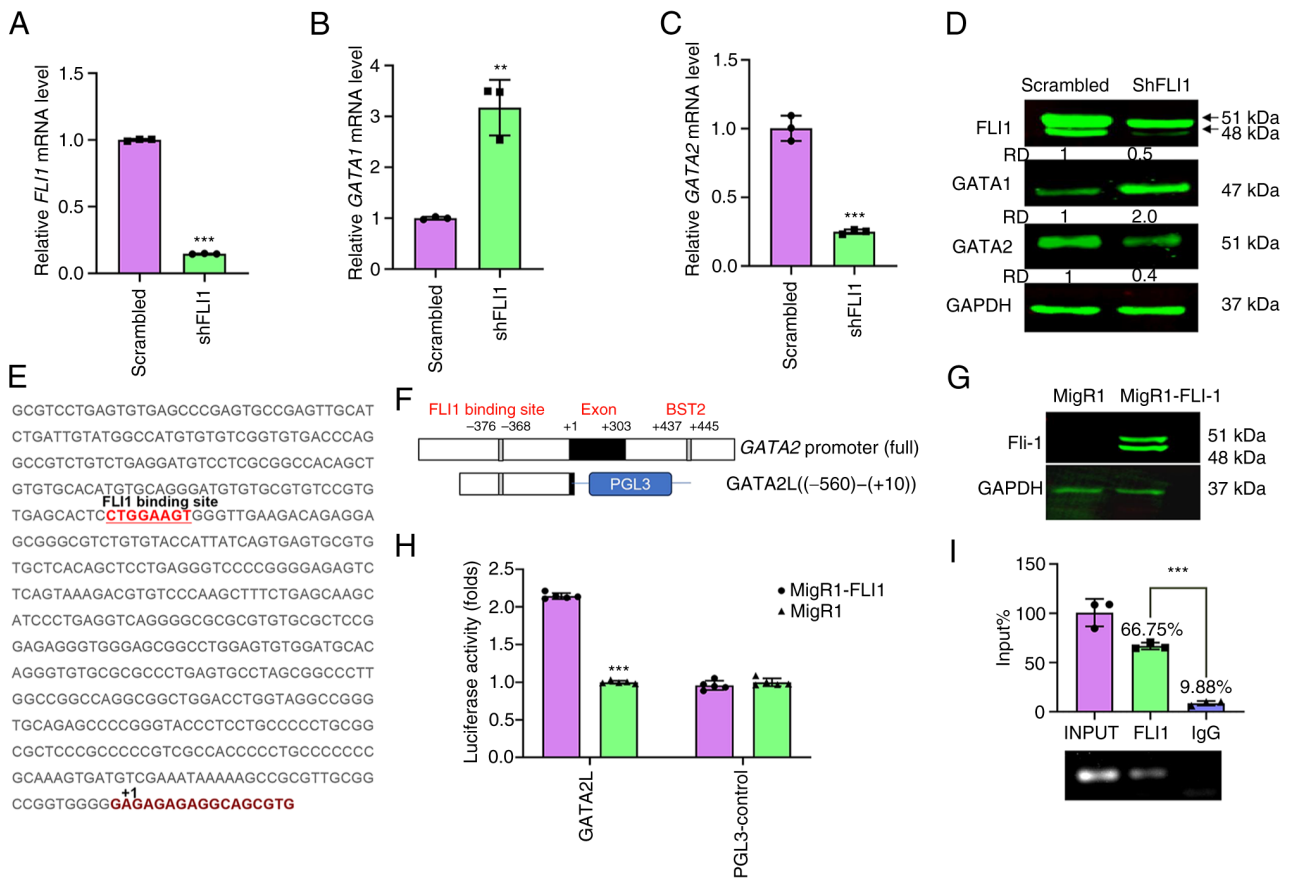 A
Relative FLI1 mRNA level
1.5
1.0
0.5
0.0
***
Scrambled
shFLI1
B
Relative GATA1 mRNA level
4
3
2
1
0
**
Scrambled
shFLI1
C
Relative GATA2 mRNA level
1.5
1.0
0.5
0.0
***
Scrambled
shFLI1
D
Scrambled ShFLI1
FLI1
51 kDa
48 kDa
RD 1 0.5
GATA1 47 kDa
RD 1 2.0
GATA2 51 kDa
RD 1 0.4
GAPDH 37 kDa
E
GCGTCCTGAGTGTGAGCCCGAGTGCCGAGTTGCAT
CTGATTGTATGGCCATGTGTGTCGGTGTGACCCAG
GCCGTCTGTCTGAGGATGTCCTCGCGGCCACAGCT
GTGTGCACATGTGCAGGGATGTGTGCGTGTCCGTG
FLI1 binding site
TGAGCACTCCTGGAAGTGGGTTGAAGACAGAGGA
GCGGGCGTCTGTGTACCATTATCAGTGAGTGCGTG
TGCTCACAGCTCCTGAGGGTCCCCGGGGAGAGTC
TCAGTAAAGACGTGTCCCAAGCTTTCTGAGCAAGC
ATCCCTGAGGTCAGGGGCGCGCGTGTGCGCTCCG
GAGAGGGTGGGAGCGGCCTGGAGTGTGGATGCAC
AGGGTGTGCGCGCCCTGAGTGCCTAGCGGCCCTT
GGCCGGCCAGGCGGCTGGACCTGGTAGGCCGGG
TGCAGAGCCCCGGGTACCCTCCTGCCCCCTGCGG
CGCTCCCGCCCCCGTCGCCACCCCCTGCCCCCCC
GCAAAGTGATGTCGAAATAAAAAGCCGCGTTGCGG
+1
CCGGTGGGGGAGAGAGAGGCAGCGTG
F
FLI1 binding site Exon BST2
−376 −368 +1 +303 +437 +445
GATA2 promoter (full)
PGL3 GATA2L((−560)−(+10))
G
MigR1 MigR1-FLI-1
Fli-1
51 kDa
48 kDa
GAPDH 37 kDa
H
Luciferase activity (folds)
2.5
2.0
1.5
1.0
0.5
0.0
***
MigR1-FLI1
MigR1
GATA2L
PGL3-control
I
Input%
150
100
50
0
***
66.75%
9.88%
INPUT FLI1 IgG